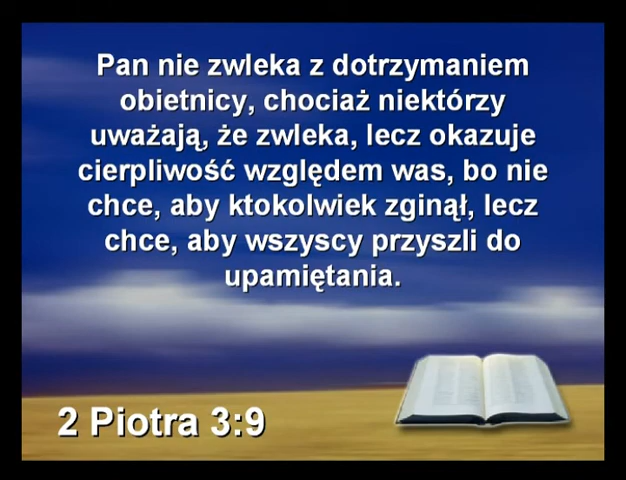 Pan nie zwleka z dotrzymaniem
obietnicy, chociaż niektórzy
uważają, że zwleka, lecz okazuje
cierpliwość względem was, bo nie
chce, aby ktokolwiek zginął, lecz
chce, aby wszyscy przyszli do
upamiętania.
2 Piotra 3:9